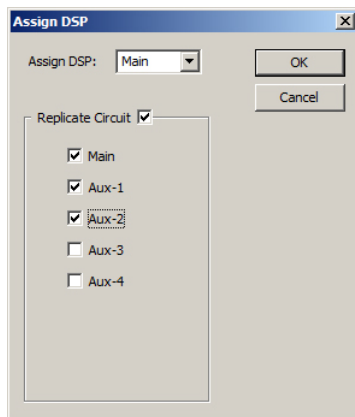 Assign DSP
Assign DSP: Main
OK
Cancel
Replicate Circuit
Main
Aux-1
Aux-2
Aux-3
Aux-4